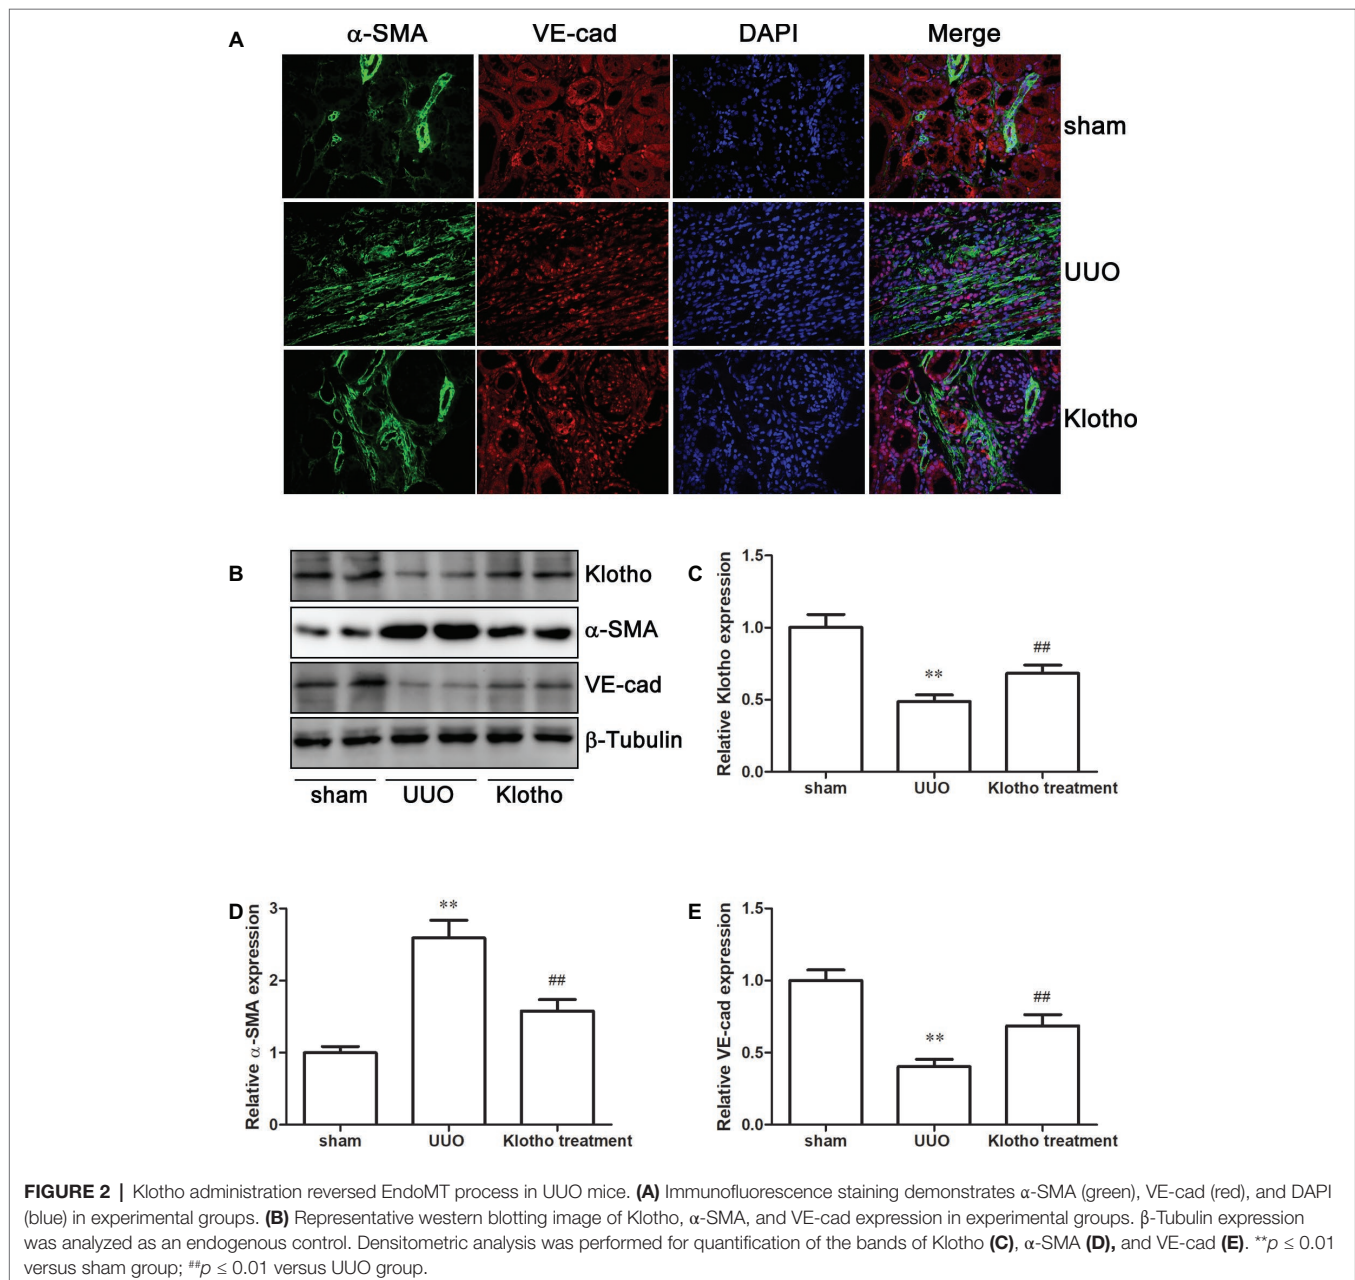 A
α-SMA VE-cad DAPI Merge
sham
UUO
Klotho
B
Klotho
α-SMA
VE-cad
β-Tubulin
sham UUO Klotho
C
Relative Klotho expression
1.5
1.0
0.5
0.0
**
##
sham UUO Klotho treatment
D
Relative α-SMA expression
3
2
1
0
**
##
sham UUO Klotho treatment
E
Relative VE-cad expression
1.5
1.0
0.5
0.0
**
##
sham UUO Klotho treatment
FIGURE 2 | Klotho administration reversed EndoMT process in UUO mice. (A) Immunofluorescence staining demonstrates α-SMA (green), VE-cad (red), and DAPI
(blue) in experimental groups. (B) Representative western blotting image of Klotho, α-SMA, and VE-cad expression in experimental groups. β-Tubulin expression
was analyzed as an endogenous control. Densitometric analysis was performed for quantification of the bands of Klotho (C), α-SMA (D), and VE-cad (E). **p ≤ 0.01
versus sham group; ##p ≤ 0.01 versus UUO group.